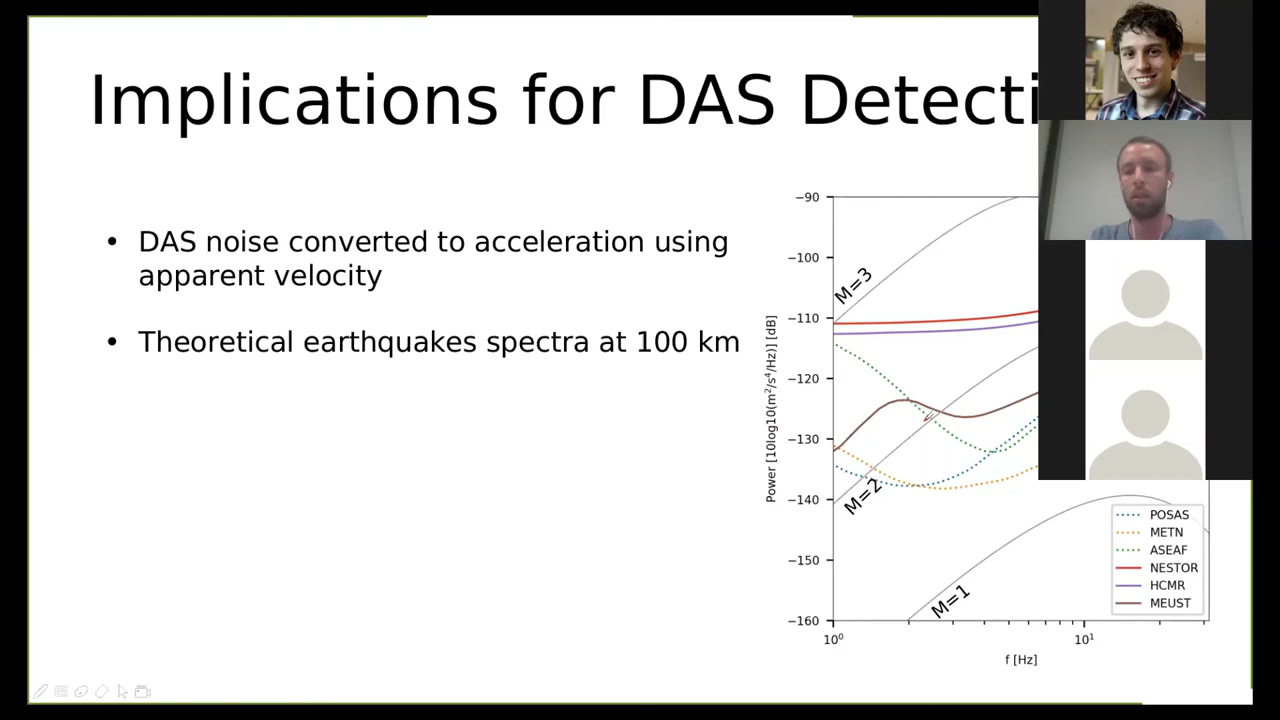 Implications for DAS Detecti
• DAS noise converted to acceleration using
apparent velocity
• Theoretical earthquakes spectra at 100 km
Power [10log10(m²/s⁴/Hz)] [dB]
−90
−100
−110
−120
−130
−140
−150
−160
M=3
M=2
M=1
POSAS
METN
ASEAF
NESTOR
HCMR
MEUST
10⁰
10¹
f [Hz]